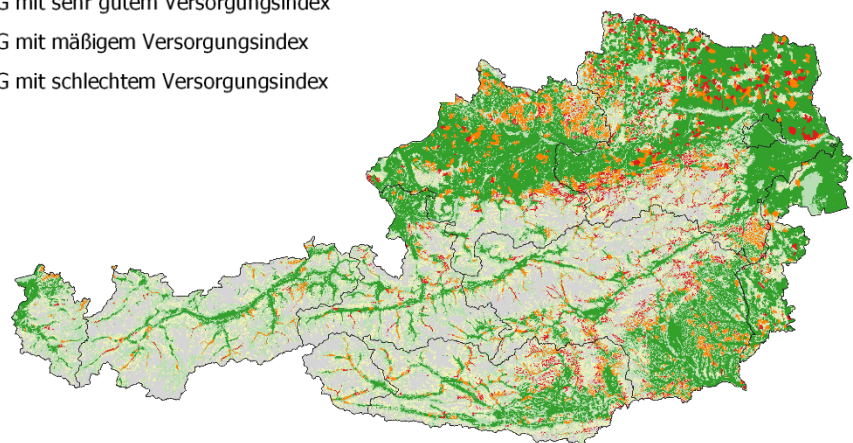 G mit sehr gutem Versorgungsindex
G mit mäßigem Versorgungsindex
G mit schlechtem Versorgungsindex